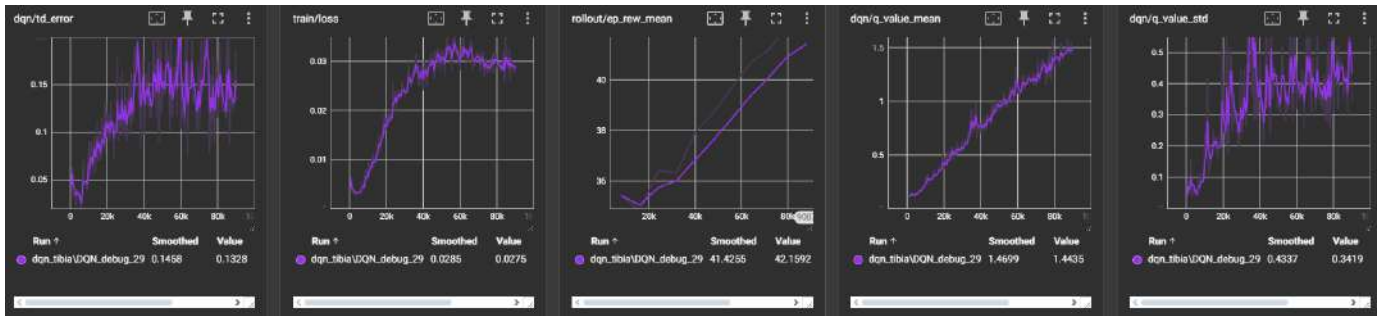 dqn/td_error
0.15
0.1
0.05
0 20k 40k 60k 80k
Run ↑ Smoothed Value
dqn_tibia\DQN_debug_29 0.1458 0.1328
train/loss
0.03
0.02
0.01
0 20k 40k 60k 80k
Run ↑ Smoothed Value
dqn_tibia\DQN_debug_29 0.0285 0.0275
rollout/ep_rew_mean
40
38
36
20k 40k 60k
Run ↑ Smoothed Value
dqn_tibia\DQN_debug_29 41.4255 42.1592
dqn/q_value_mean
1.5
1
0.5
0 20k 40k 60k 80k
Run ↑ Smoothed Value
dqn_tibia\DQN_debug_29 1.4699 1.4435
dqn/q_value_std
0.5
0.4
0.3
0.2
0.1
0 20k 40k 60k 80k
Run ↑ Smoothed Value
dqn_tibia\DQN_debug_29 0.4337 0.3419